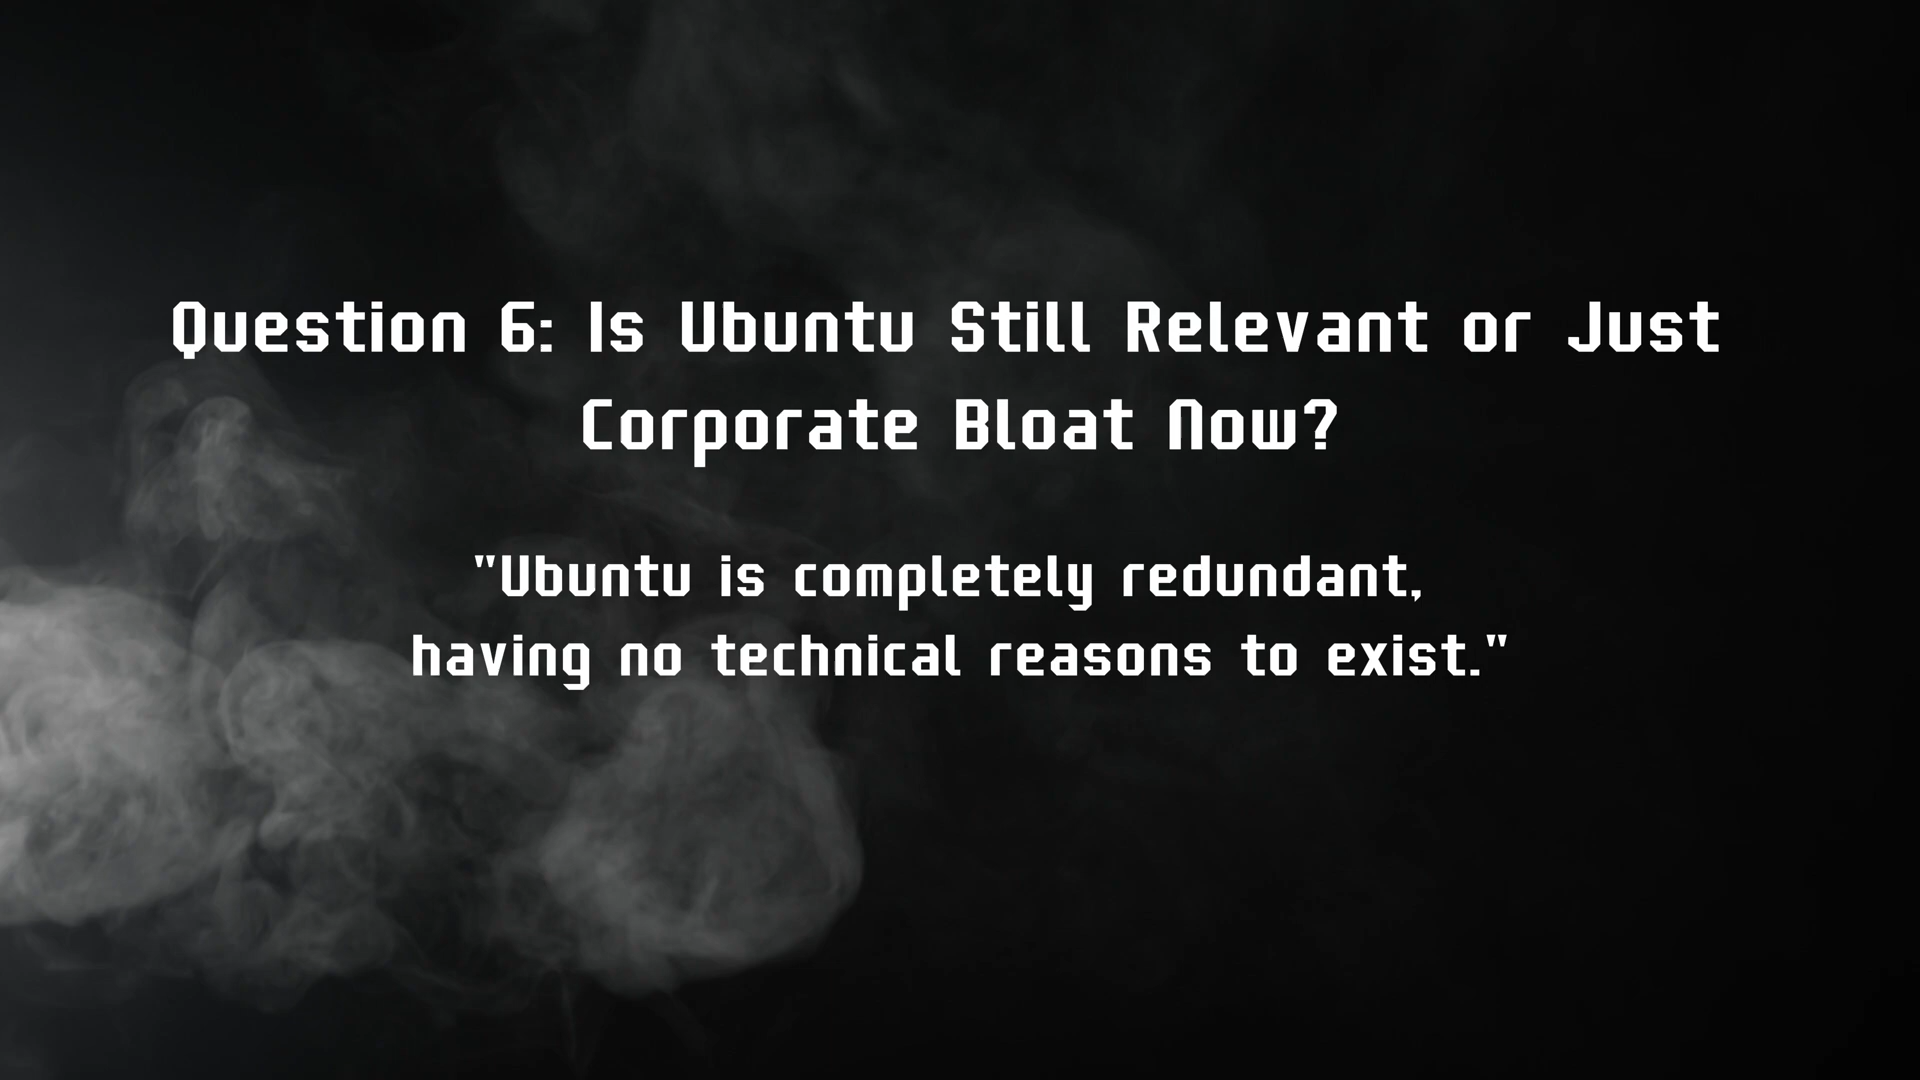 Question 6: Is Ubuntu Still Relevant or Just
Corporate Bloat Now?
"Ubuntu is completely redundant,
having no technical reasons to exist."